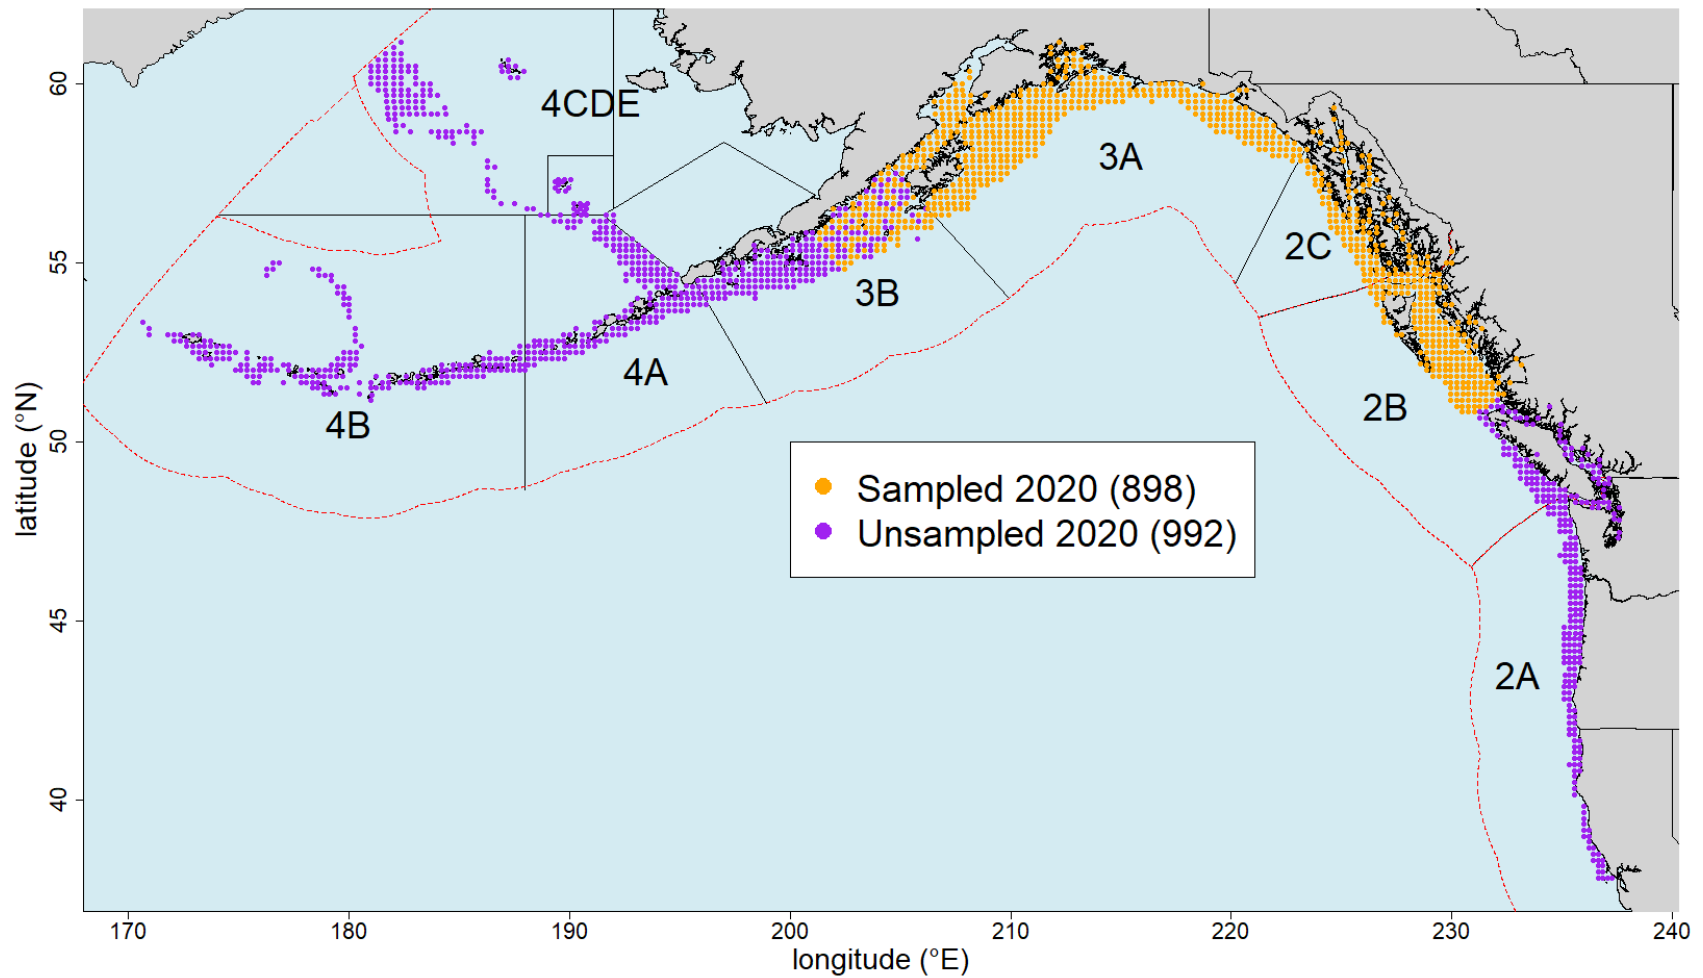 60
55
50
45
40
latitude (°N)
4CDE
3A
2C
3B
4A
2B
4B
Sampled 2020 (898)
Unsampled 2020 (992)
2A
170
180
190
200
210
220
230
240
longitude (°E)